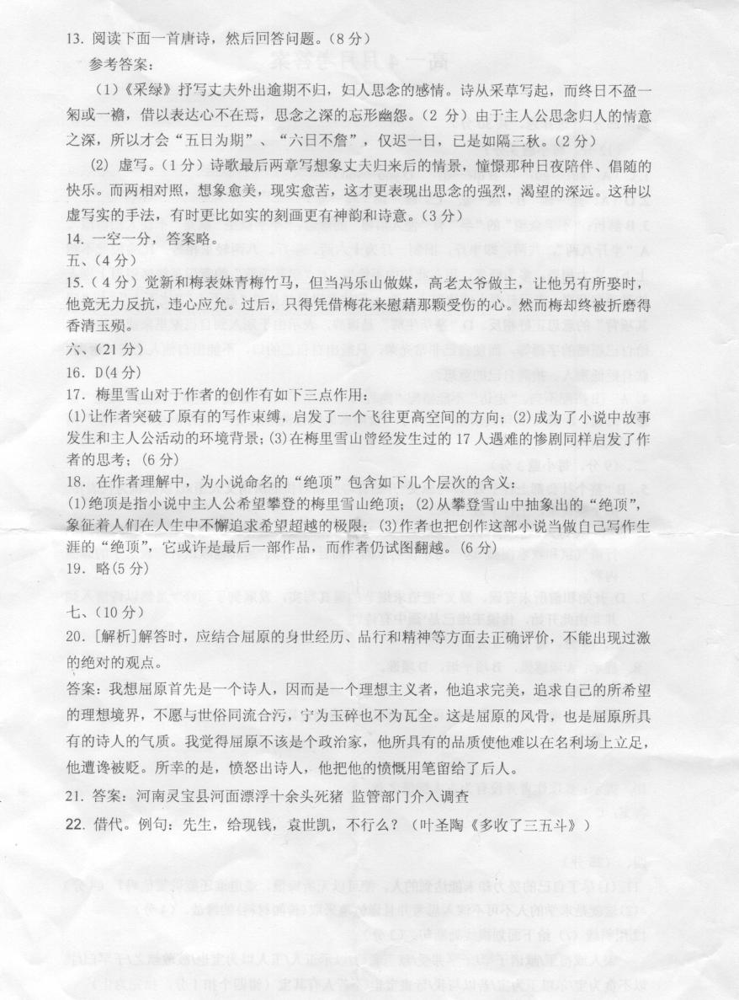 13. 阅读下面一首唐诗，然后回答问题。（8 分）
参考答案：
（1）《采绿》抒写丈夫外出逾期不归，妇人思念的感情。诗从采草写起，而终日不盈一
匊或一襜，借以表达心不在焉，思念之深的忘形幽怨。（2 分）由于主人公思念归人的情意
之深，所以才会“五日为期”、“六日不詹”，仅迟一日，已是如隔三秋。（2 分）
(2) 虚写。（1 分）诗歌最后两章写想象丈夫归来后的情景，憧憬那种日夜陪伴、倡随的
快乐。而两相对照，想象愈美，现实愈苦，这才更表现出思念的强烈，渴望的深远。这种以
虚写实的手法，有时更比如实的刻画更有神韵和诗意。（3 分）
14. 一空一分，答案略。
五、（4 分）
15.（4 分）觉新和梅表妹青梅竹马，但当冯乐山做媒，高老太爷做主，让他另有所娶时，
他竟无力反抗，违心应允。过后，只得凭借梅花来慰藉那颗受伤的心。然而梅却终被折磨得
香消玉殒。
六、（21 分）
16．D(4 分)
17．梅里雪山对于作者的创作有如下三点作用：
(1)让作者突破了原有的写作束缚，启发了一个飞往更高空间的方向；(2)成为了小说中故事
发生和主人公活动的环境背景；(3)在梅里雪山曾经发生过的 17 人遇难的惨剧同样启发了作
者的思考；(6 分)
18．在作者理解中，为小说命名的“绝顶”包含如下几个层次的含义：
(1)绝顶是指小说中主人公希望攀登的梅里雪山绝顶；(2)从攀登雪山中抽象出的“绝顶”，
象征着人们在人生中不懈追求希望超越的极限；(3)作者也把创作这部小说当做自己写作生
涯的“绝顶”，它或许是最后一部作品，而作者仍试图翻越。(6 分)
19．略(5 分)
七、（10 分）
20．[解析]解答时，应结合屈原的身世经历、品行和精神等方面去正确评价，不能出现过激
的绝对的观点。
答案：我想屈原首先是一个诗人，因而是一个理想主义者，他追求完美，追求自己的所希望
的理想境界，不愿与世俗同流合污，宁为玉碎也不为瓦全。这是屈原的风骨，也是屈原所具
有的诗人的气质。我觉得屈原不该是个政治家，他所具有的品质使他难以在名利场上立足，
他遭谗被贬。所幸的是，愤怒出诗人，他把他的愤慨用笔留给了后人。
21. 答案：河南灵宝县河面漂浮十余头死猪 监管部门介入调查
22. 借代。例句：先生，给现钱，袁世凯，不行么？（叶圣陶《多收了三五斗》）